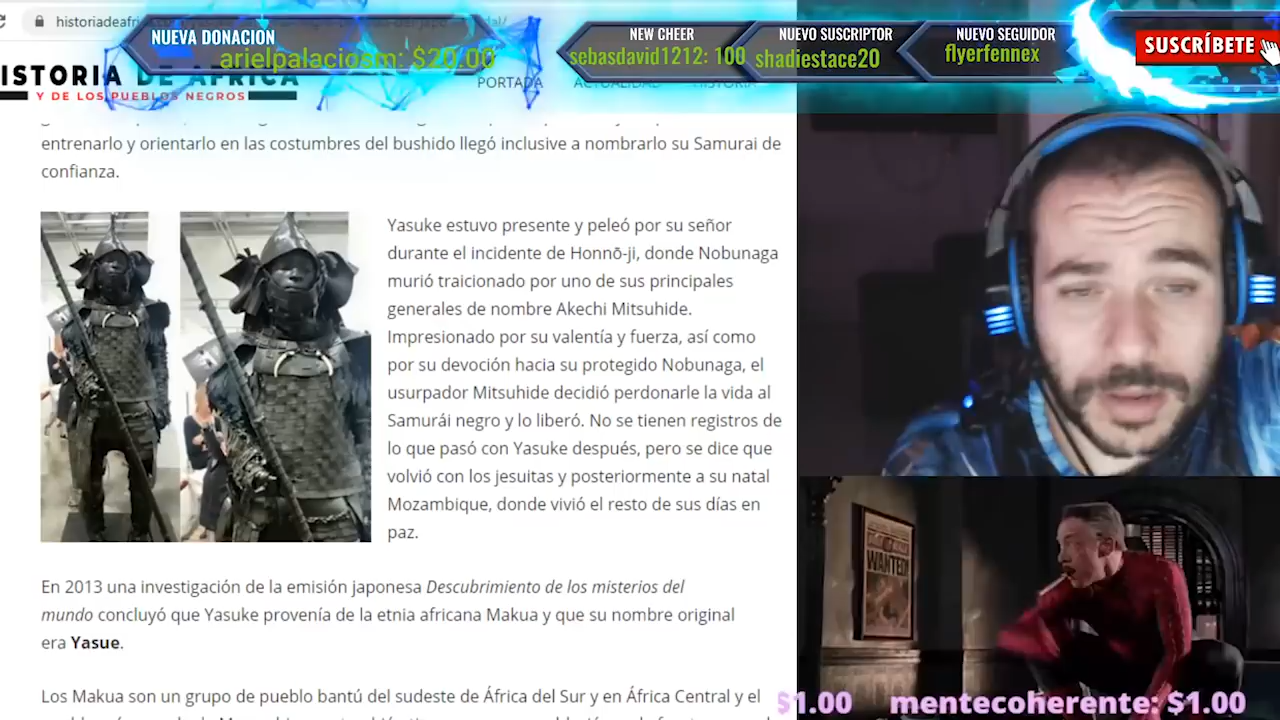 historiadeafri
NUEVA DONACION
arielpalaciosm: $20.00
NEW CHEER
sebasdavid1212: 100
NUEVO SUSCRIPTOR
shadiestace20
NUEVO SEGUIDOR
flyerfennex
SUSCRÍBETE
ISTORIA DE AFRICA
Y DE LOS PUEBLOS NEGROS
PORTADA
ACTUALIDAD
HISTORIA
entrenarlo y orientarlo en las costumbres del bushido llegó inclusive a nombrarlo su Samurai de
confianza.
Yasuke estuvo presente y peleó por su señor
durante el incidente de Honnō-ji, donde Nobunaga
murió traicionado por uno de sus principales
generales de nombre Akechi Mitsuhide.
Impresionado por su valentía y fuerza, así como
por su devoción hacia su protegido Nobunaga, el
usurpador Mitsuhide decidió perdonarle la vida al
Samurái negro y lo liberó. No se tienen registros de
lo que pasó con Yasuke después, pero se dice que
volvió con los jesuitas y posteriormente a su natal
Mozambique, donde vivió el resto de sus días en
paz.
En 2013 una investigación de la emisión japonesa Descubrimento de los misterios del
mundo concluyó que Yasuke provenía de la etnia africana Makua y que su nombre original
era Yasue.
Los Makua son un grupo de pueblo bantú del sudeste de África del Sur y en África Central y el
WANTED!
$1.00 mentecoherente: $1.00